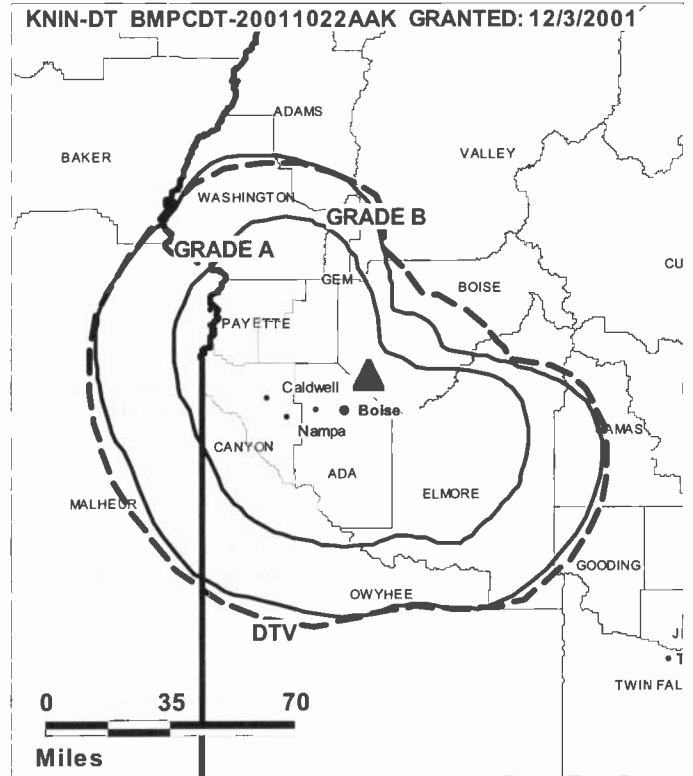 KNIN-DT BMPCDT-20011022AAK GRANTED: 12/3/2001
ADAMS
BAKER
VALLEY
WASHINGTON
GRADE B
GRADE A
CU
GEM
BOISE
PAYETTE
Caldwell
Boise
Nampa
CANYON
AMAS
ADA
ELMORE
MALHEUR
GOODING
OWYHEE
DTV
J
T
TWIN FAL
0 35 70
Miles